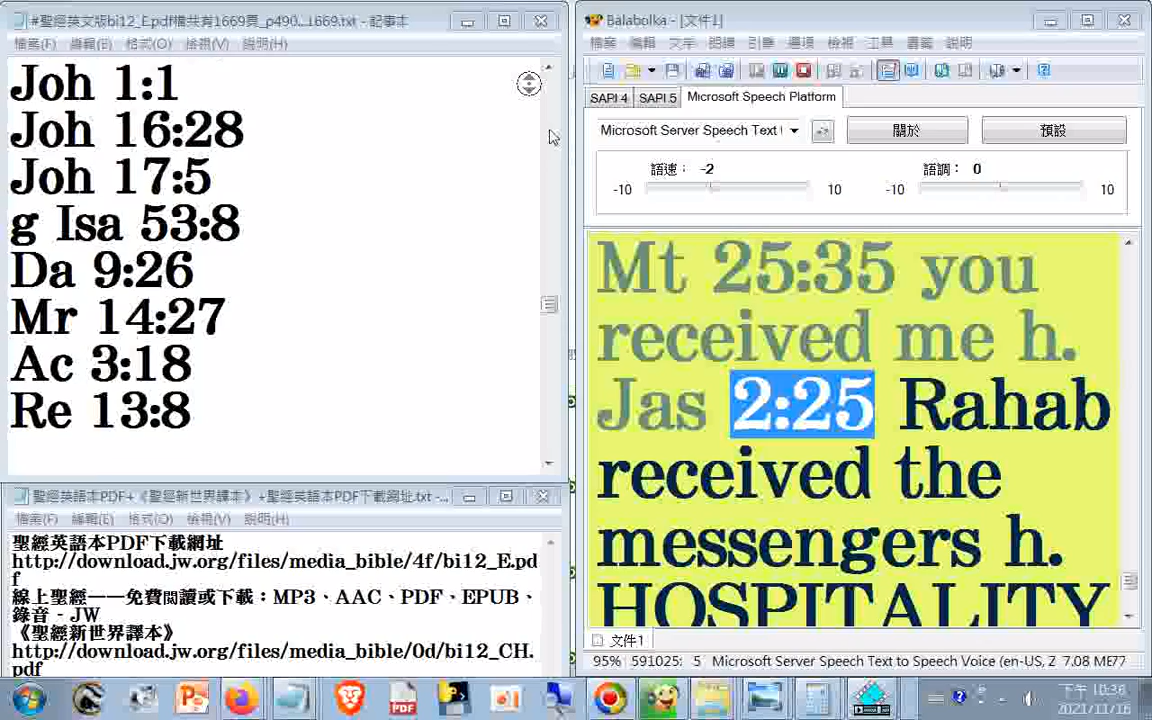 #聖經英文版bi12_E.pdf檔共有1669頁_p490...1669.txt - 記事本
檔案(F) 編輯(E) 格式(O) 檢視(V) 說明(H)
Joh 1:1
Joh 16:28
Joh 17:5
g Isa 53:8
Da 9:26
Mr 14:27
Ac 3:18
Re 13:8
聖經英語本PDF+《聖經新世界譯本》+聖經英語本PDF下載網址.txt -...
檔案(F) 編輯(E) 格式(O) 檢視(V) 說明(H)
聖經英語本PDF下載網址
http://download.jw.org/files/media_bible/4f/bi12_E.pd
f
線上聖經——免費閱讀或下載：MP3、AAC、PDF、EPUB、
錄音 - JW
《聖經新世界譯本》
http://download.jw.org/files/media_bible/0d/bi12_CH.
pdf
Balabolka - [文件1]
檔案 編輯 文字 朗讀 引擎 選項 檢視 工具 書籤 說明
SAPI 4 SAPI 5 Microsoft Speech Platform
Microsoft Server Speech Text 關於 預設
語速： -2 語調： 0
-10 10 -10 10
Mt 25:35 you
received me h.
Jas 2:25 Rahab
received the
messengers h.
HOSPITALITY
文件1
95% 591025: 5 Microsoft Server Speech Text to Speech Voice (en-US, Z 7.08 ME77
PDF
下午 10:36
2021/11/16